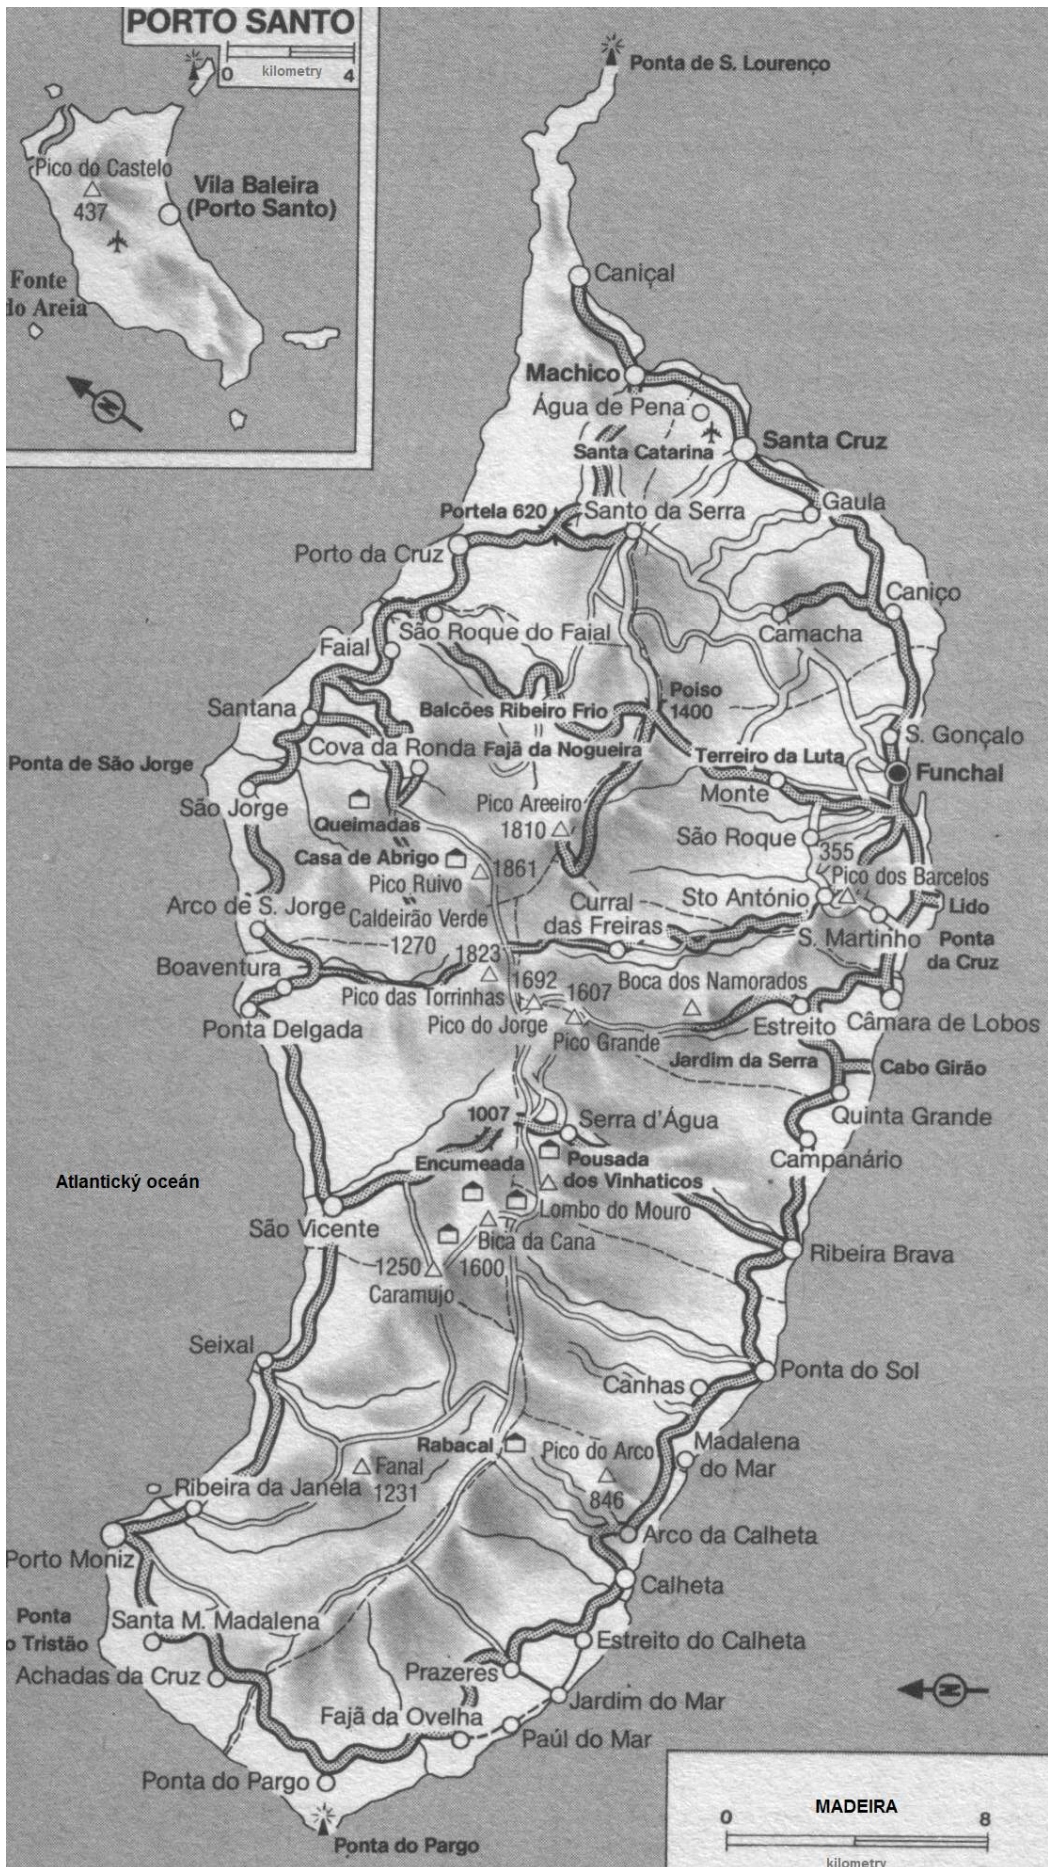 PORTO SANTO
0 kilometry 4
Ponta de S. Lourenço
Pico do Castelo
437
Vila Baleira
(Porto Santo)
Fonte
do Areia
N
Caniçal
Machico
Água de Pena
Santa Catarina
Santa Cruz
Portela 620
Santo da Serra
Gaula
Porto da Cruz
Caniço
São Roque do Faial
Camacha
Faial
Santana
Balcões Ribeiro Frio
Poiso
1400
Cova da Ronda
Fajã da Nogueira
Terreiro da Luta
S. Gonçalo
Ponta de São Jorge
Funchal
São Jorge
Monte
Queimadas
Pico Areeiro
1810
São Roque
355
Casa de Abrigo
1861
Pico Ruivo
Pico dos Barcelos
Arco de S. Jorge
Caldeirão Verde
1270
Curral
das Freiras
Sto António
Lido
S. Martinho
Ponta
da Cruz
Boaventura
1823
1692
1607
Boca dos Namorados
Pico das Torrinhas
Ponta Delgada
Pico do Jorge
Pico Grande
Estreito
Câmara de Lobos
Jardim da Serra
Cabo Girão
1007
Serra d'Água
Quinta Grande
Encumeada
Pousada
dos Vinhaticos
Campanário
Atlantický oceán
São Vicente
Lombo do Mouro
Bica da Cana
Ribeira Brava
1250
1600
Caramujo
Seixal
Ponta do Sol
Canhas
Rabacal
Pico do Arco
846
Madalena
do Mar
Fanal
1231
Ribeira da Janela
Arco da Calheta
Porto Moniz
Calheta
Ponta
o Tristão
Santa M. Madalena
Estreito do Calheta
Achadas da Cruz
Prazeres
N
Jardim do Mar
Fajã da Ovelha
Paúl do Mar
Ponta do Pargo
Ponta do Pargo
MADEIRA
0 8
kilometry